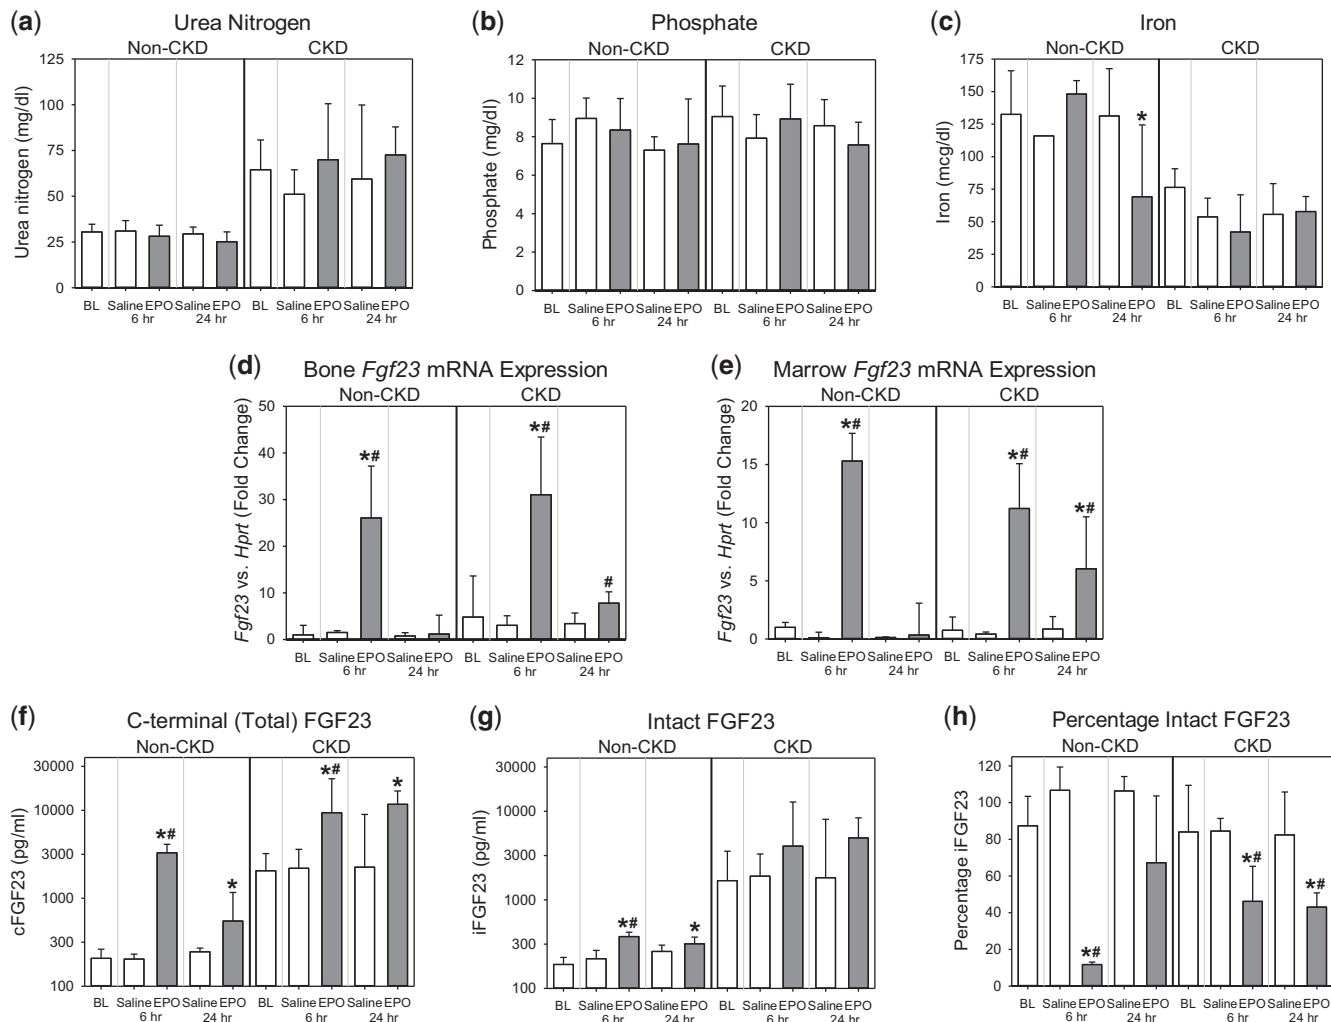 (a) Urea Nitrogen
Non-CKD CKD
Urea nitrogen (mg/dl)
125
100
75
50
25
0
BL Saline EPO Saline EPO BL Saline EPO Saline EPO
6 hr 24 hr 6 hr 24 hr
(b) Phosphate
Non-CKD CKD
Phosphate (mg/dl)
12
10
8
6
4
2
0
BL Saline EPO Saline EPO BL Saline EPO Saline EPO
6 hr 24 hr 6 hr 24 hr
(c) Iron
Non-CKD CKD
Iron (mcg/dl)
175
150
125
100
75
50
25
0
*
BL Saline EPO Saline EPO BL Saline EPO Saline EPO
6 hr 24 hr 6 hr 24 hr
(d) Bone Fgf23 mRNA Expression
Non-CKD CKD
Fgf23 vs. Hprt (Fold Change)
50
40
30
20
10
0
*# *# #
BL Saline EPO Saline EPO BL Saline EPO Saline EPO
6 hr 24 hr 6 hr 24 hr
(e) Marrow Fgf23 mRNA Expression
Non-CKD CKD
Fgf23 vs. Hprt (Fold Change)
20
15
10
5
0
*# *# *#
BL Saline EPO Saline EPO BL Saline EPO Saline EPO
6 hr 24 hr 6 hr 24 hr
(f) C-terminal (Total) FGF23
Non-CKD CKD
cFGF23 (pg/ml)
30000
10000
3000
1000
300
100
*# * *# *
BL Saline EPO Saline EPO BL Saline EPO Saline EPO
6 hr 24 hr 6 hr 24 hr
(g) Intact FGF23
Non-CKD CKD
iFGF23 (pg/ml)
30000
10000
3000
1000
300
100
*# *
BL Saline EPO Saline EPO BL Saline EPO Saline EPO
6 hr 24 hr 6 hr 24 hr
(h) Percentage Intact FGF23
Non-CKD CKD
Percentage iFGF23
120
100
80
60
40
20
0
*# *# *#
BL Saline EPO Saline EPO BL Saline EPO Saline EPO
6 hr 24 hr 6 hr 24 hr